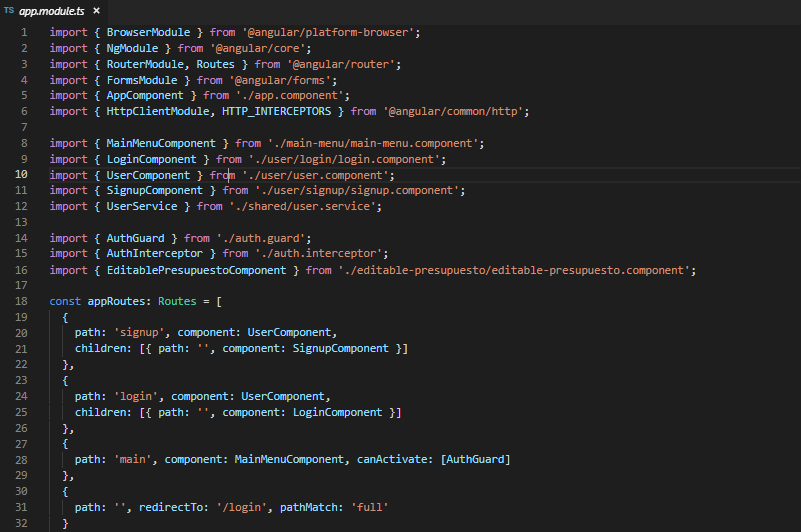 TS app.module.ts ×
1 import { BrowserModule } from '@angular/platform-browser';
2 import { NgModule } from '@angular/core';
3 import { RouterModule, Routes } from '@angular/router';
4 import { FormsModule } from '@angular/forms';
5 import { AppComponent } from './app.component';
6 import { HttpClientModule, HTTP_INTERCEPTORS } from '@angular/common/http';
7
8 import { MainMenuComponent } from './main-menu/main-menu.component';
9 import { LoginComponent } from './user/login/login.component';
10 import { UserComponent } from './user/user.component';
11 import { SignupComponent } from './user/signup/signup.component';
12 import { UserService } from './shared/user.service';
13
14 import { AuthGuard } from './auth.guard';
15 import { AuthInterceptor } from './auth.interceptor';
16 import { EditablePresupuestoComponent } from './editable-presupuesto/editable-presupuesto.component';
17
18 const appRoutes: Routes = [
19   {
20     path: 'signup', component: UserComponent,
21     children: [{ path: '', component: SignupComponent }]
22   },
23   {
24     path: 'login', component: UserComponent,
25     children: [{ path: '', component: LoginComponent }]
26   },
27   {
28     path: 'main', component: MainMenuComponent, canActivate: [AuthGuard]
29   },
30   {
31     path: '', redirectTo: '/login', pathMatch: 'full'
32   }